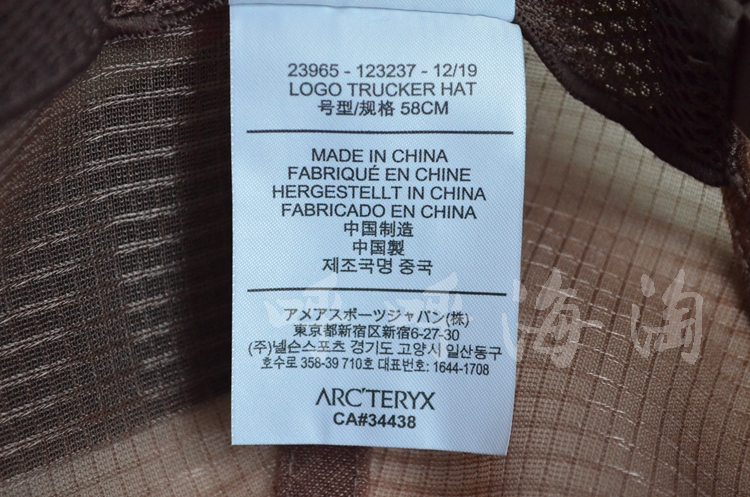 23965 - 123237 - 12/19
LOGO TRUCKER HAT
号型/规格 58CM
MADE IN CHINA
FABRIQUÉ EN CHINE
HERGESTELLT IN CHINA
FABRICADO EN CHINA
中国制造
中国製
제조국명 중국
呼呼海淘
アメアスポーツジャパン(株)
東京都新宿区新宿6-27-30
(주)넬슨스포츠 경기도 고양시 일산동구
호수로 358-39 710호 대표번호: 1644-1708
ARC'TERYX
CA#34438